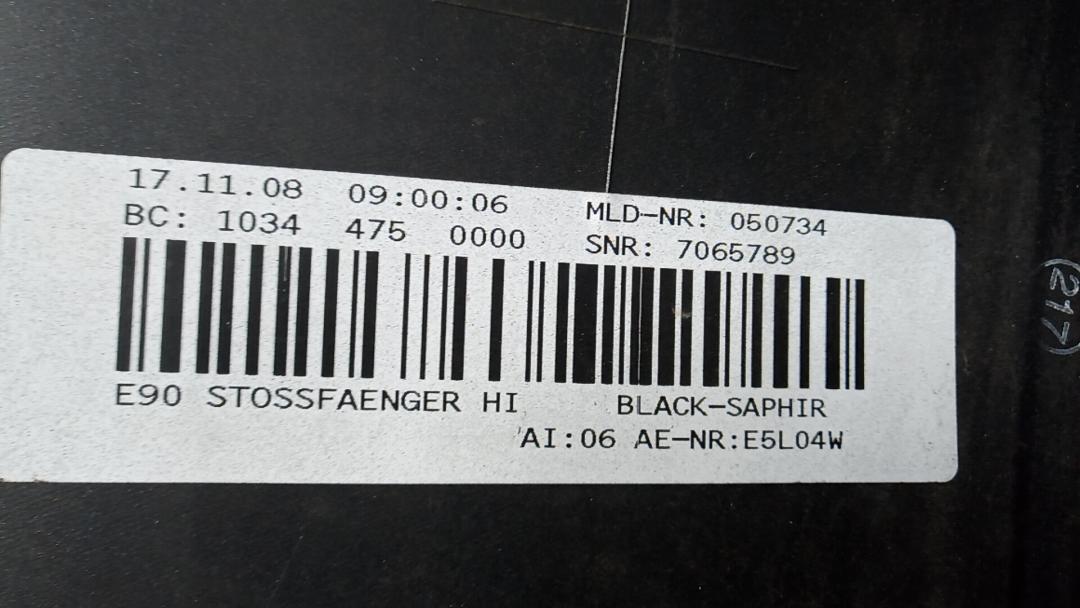 17.11.08 09:00:06 MLD-NR: 050734
BC: 1034 475 0000 SNR: 7065789
E90 STOSSFAENGER HI BLACK-SAPHIR
AI:06 AE-NR:E5L04W
217